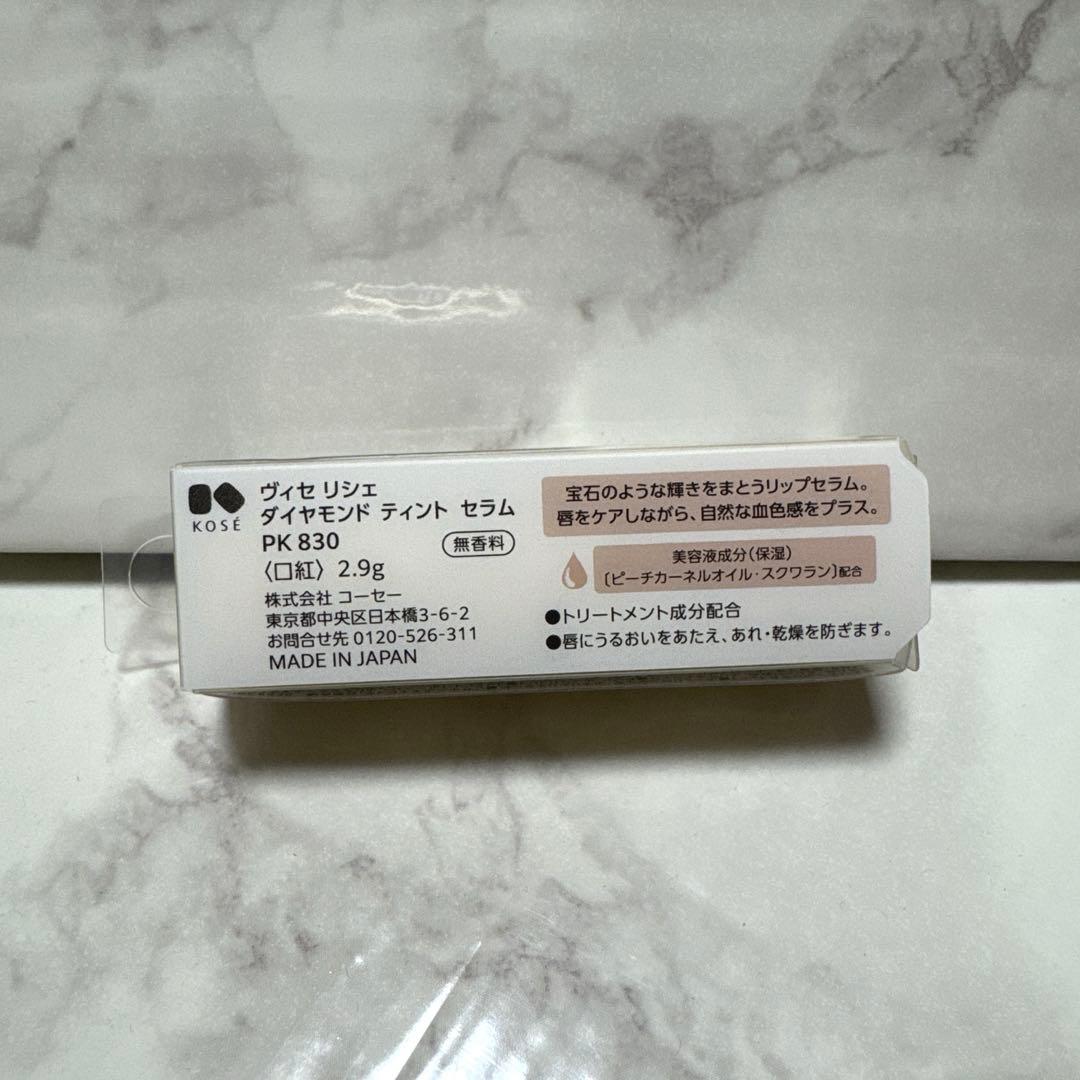 KOSÉ
ヴィセ リシェ
ダイヤモンド ティント セラム
PK 830
無香料
〈口紅〉 2.9g
株式会社 コーセー
東京都中央区日本橋3-6-2
お問合せ先 0120-526-311
MADE IN JAPAN
宝石のような輝きをまとうリップセラム。
唇をケアしながら、自然な血色感をプラス。
美容液成分(保湿)
〔ピーチカーネルオイル・スクワラン〕配合
●トリートメント成分配合
●唇にうるおいをあたえ、あれ・乾燥を防ぎます。